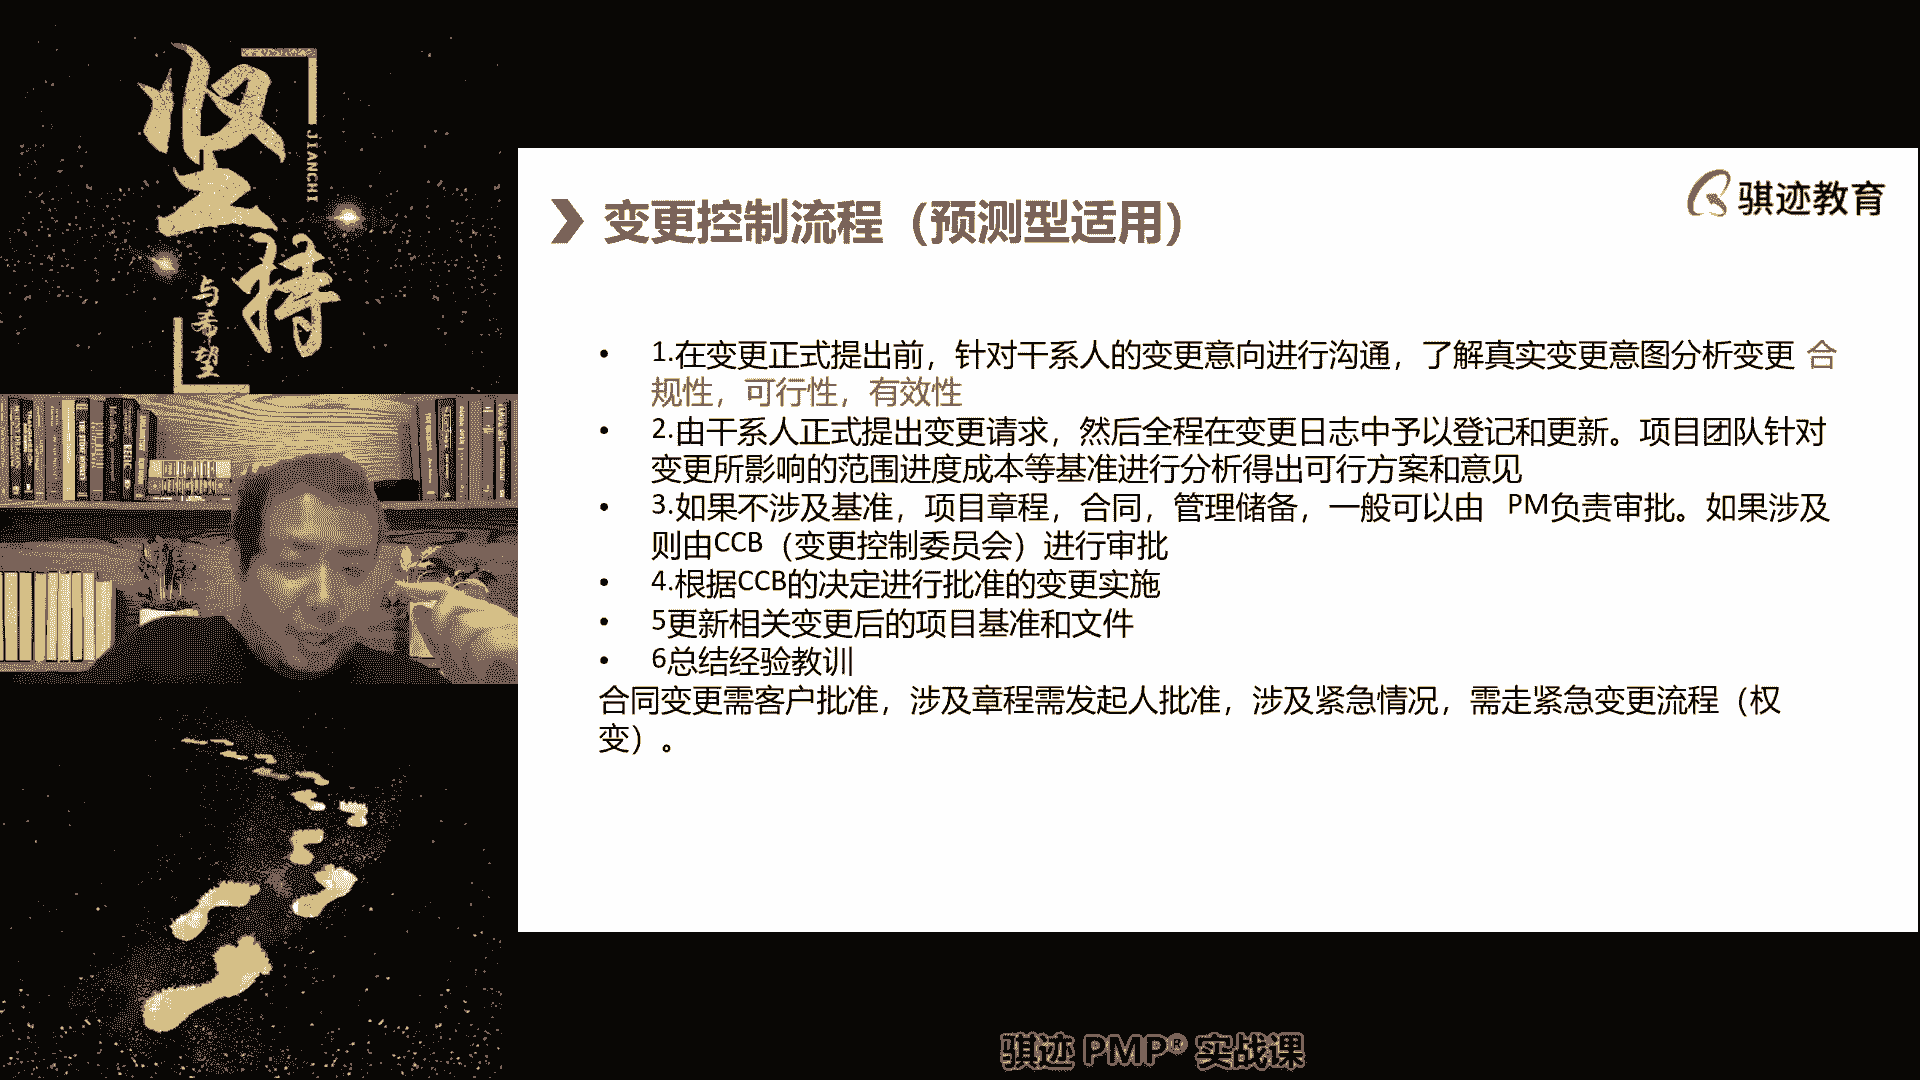 坚持
JIANCHI
与希望
骐迹教育
变更控制流程（预测型适用）
• 1.在变更正式提出前，针对干系人的变更意向进行沟通，了解真实变更意图分析变更 合
规性，可行性，有效性
• 2.由干系人正式提出变更请求，然后全程在变更日志中予以登记和更新。项目团队针对
变更所影响的范围进度成本等基准进行分析得出可行方案和意见
• 3.如果不涉及基准，项目章程，合同，管理储备，一般可以由 PM负责审批。如果涉及
则由CCB（变更控制委员会）进行审批
• 4.根据CCB的决定进行批准的变更实施
• 5更新相关变更后的项目基准和文件
• 6总结经验教训
合同变更需客户批准，涉及章程需发起人批准，涉及紧急情况，需走紧急变更流程（权
变）。
骐迹 PMP® 实战课